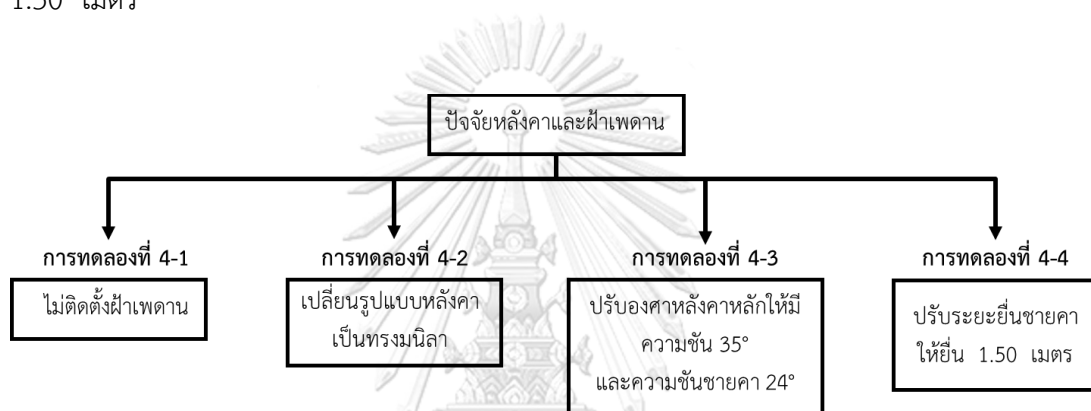 1.50 เมตร
ปัจจัยหลังคาและฝ้าเพดาน
การทดลองที่ 4-1
ไม่ติดตั้งฝ้าเพดาน
การทดลองที่ 4-2
เปลี่ยนรูปแบบหลังคา
เป็นทรงมนิลา
การทดลองที่ 4-3
ปรับองศาหลังคาหลักให้มี
ความชัน 35°
และความชันชายคา 24°
การทดลองที่ 4-4
ปรับระยะยื่นชายคา
ให้ยื่น 1.50 เมตร